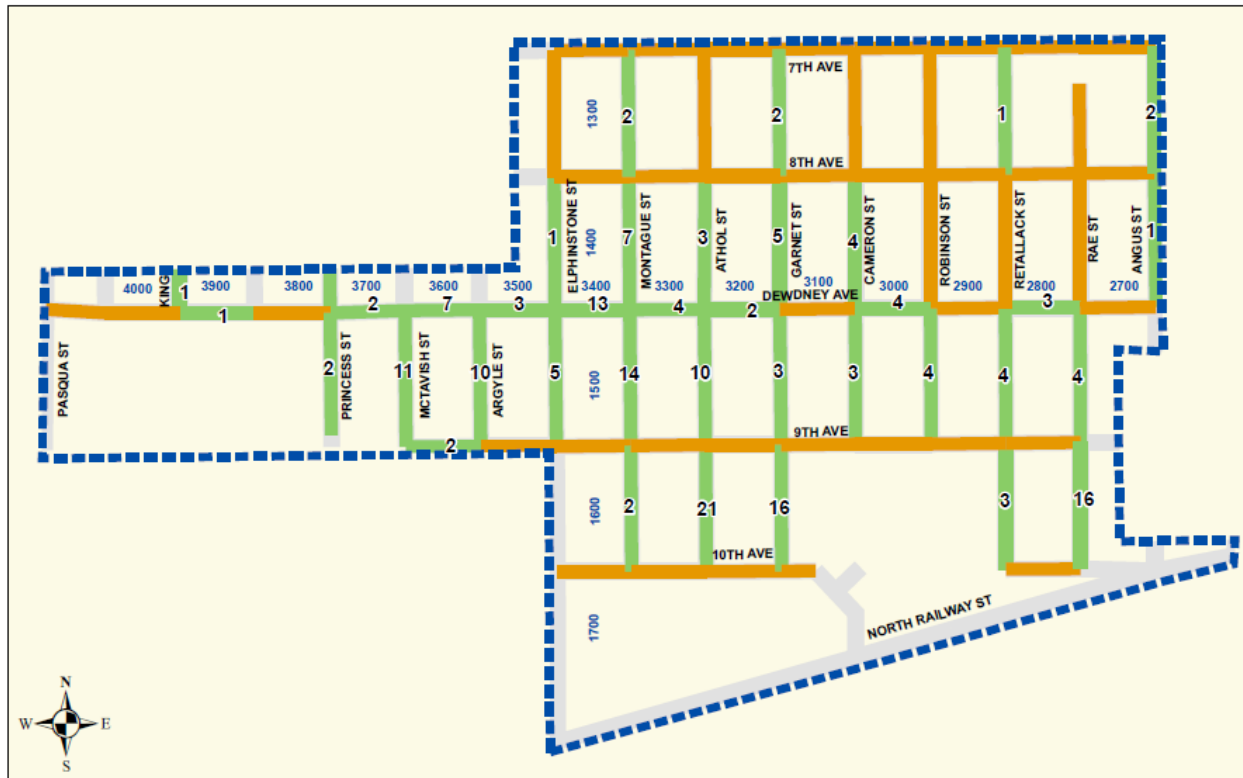 7TH AVE
1300
2
2
1
2
8TH AVE
ELPHINSTONE ST
MONTAGUE ST
ATHOL ST
GARNET ST
CAMERON ST
ROBINSON ST
RETALLACK ST
RAE ST
ANGUS ST
1400
1
7
3
5
4
1
KING
1
4000
3900
3800
3700
3600
3500
3400
3300
3200
3100
3000
2900
2800
2700
DEWDNEY AVE
1
2
7
3
13
4
2
4
3
PASQUA ST
PRINCESS ST
MCTAVISH ST
ARGYLE ST
1500
2
11
10
5
14
10
3
3
4
4
4
9TH AVE
2
1600
2
21
16
3
16
10TH AVE
1700
NORTH RAILWAY ST
N
W
E
S